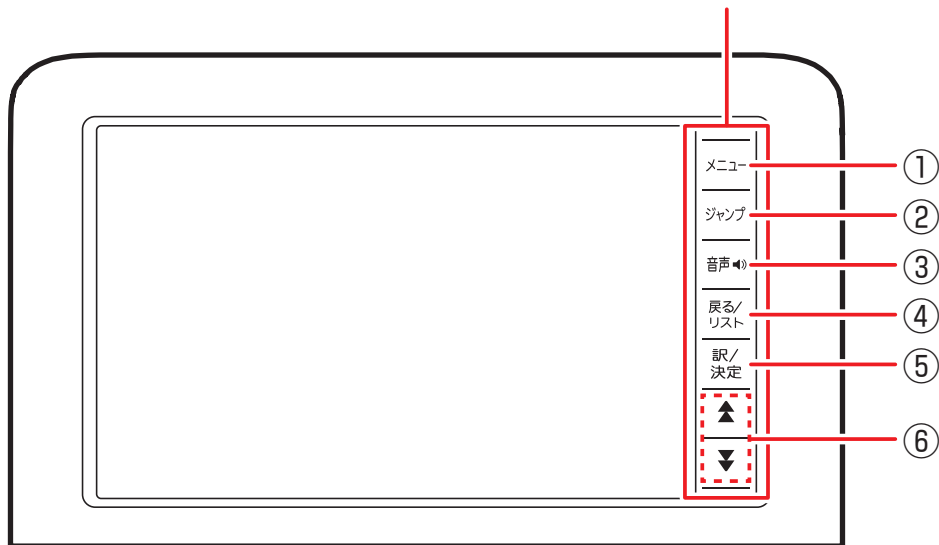 メニュー ①
ジャンプ ②
音声 ③
戻る/
リスト ④
訳/
決定 ⑤
⑥